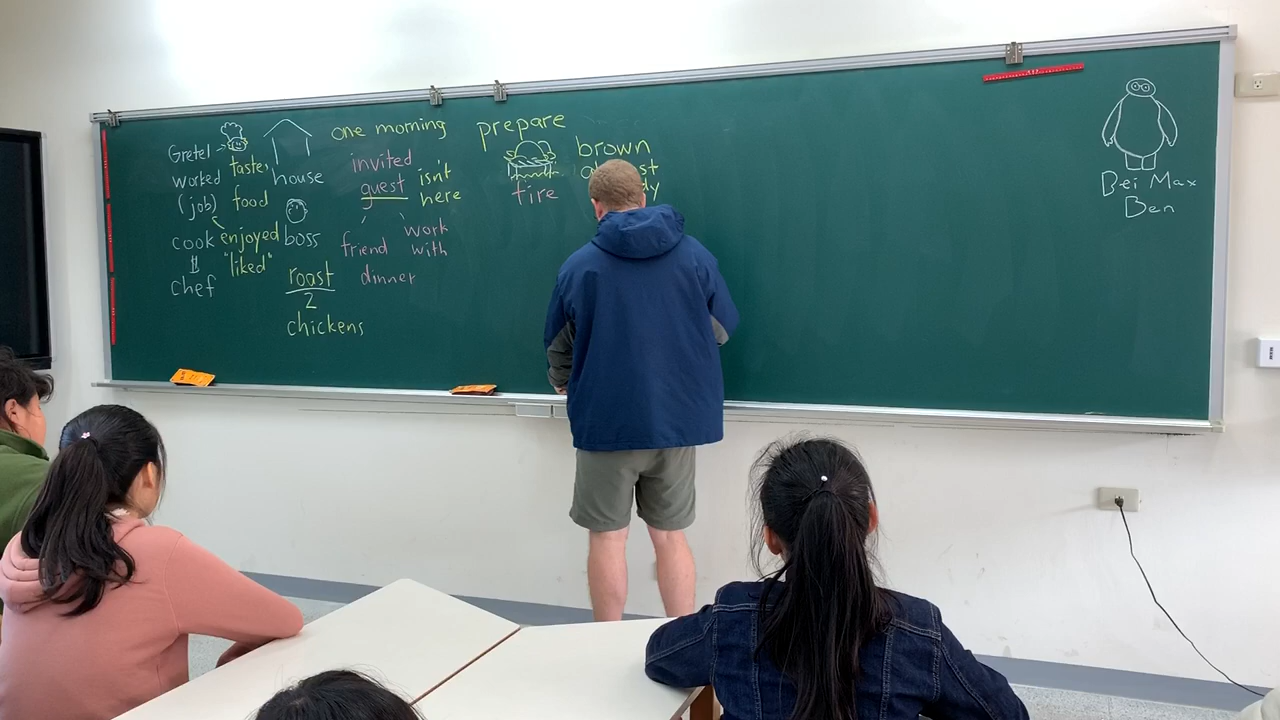 Gretel
worked
(job)
cook
chef
tastes
food
enjoyed
"liked"
house
boss
roast
2
chickens
one morning
invited
guest
isn't
here
friend
work
with
dinner
prepare
fire
brown
Bei Max
Ben